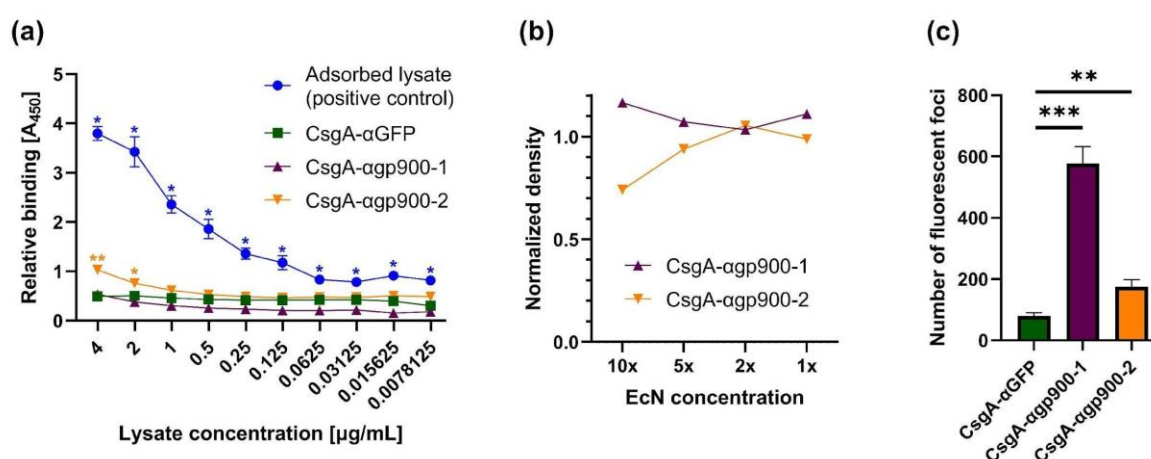 (a)
Relative binding [A450]
5
4
3
2
1
0
*
*
*
*
*
*
*
*
*
*
**
*
Adsorbed lysate
(positive control)
CsgA-αGFP
CsgA-αgp900-1
CsgA-αgp900-2
4
2
1
0.5
0.25
0.125
0.0625
0.03125
0.015625
0.0078125
Lysate concentration [µg/mL]
(b)
Normalized density
1.0
0.5
0.0
CsgA-αgp900-1
CsgA-αgp900-2
10x
5x
2x
1x
EcN concentration
(c)
Number of fluorescent foci
800
600
400
200
0
**
***
CsgA-αGFP
CsgA-αgp900-1
CsgA-αgp900-2